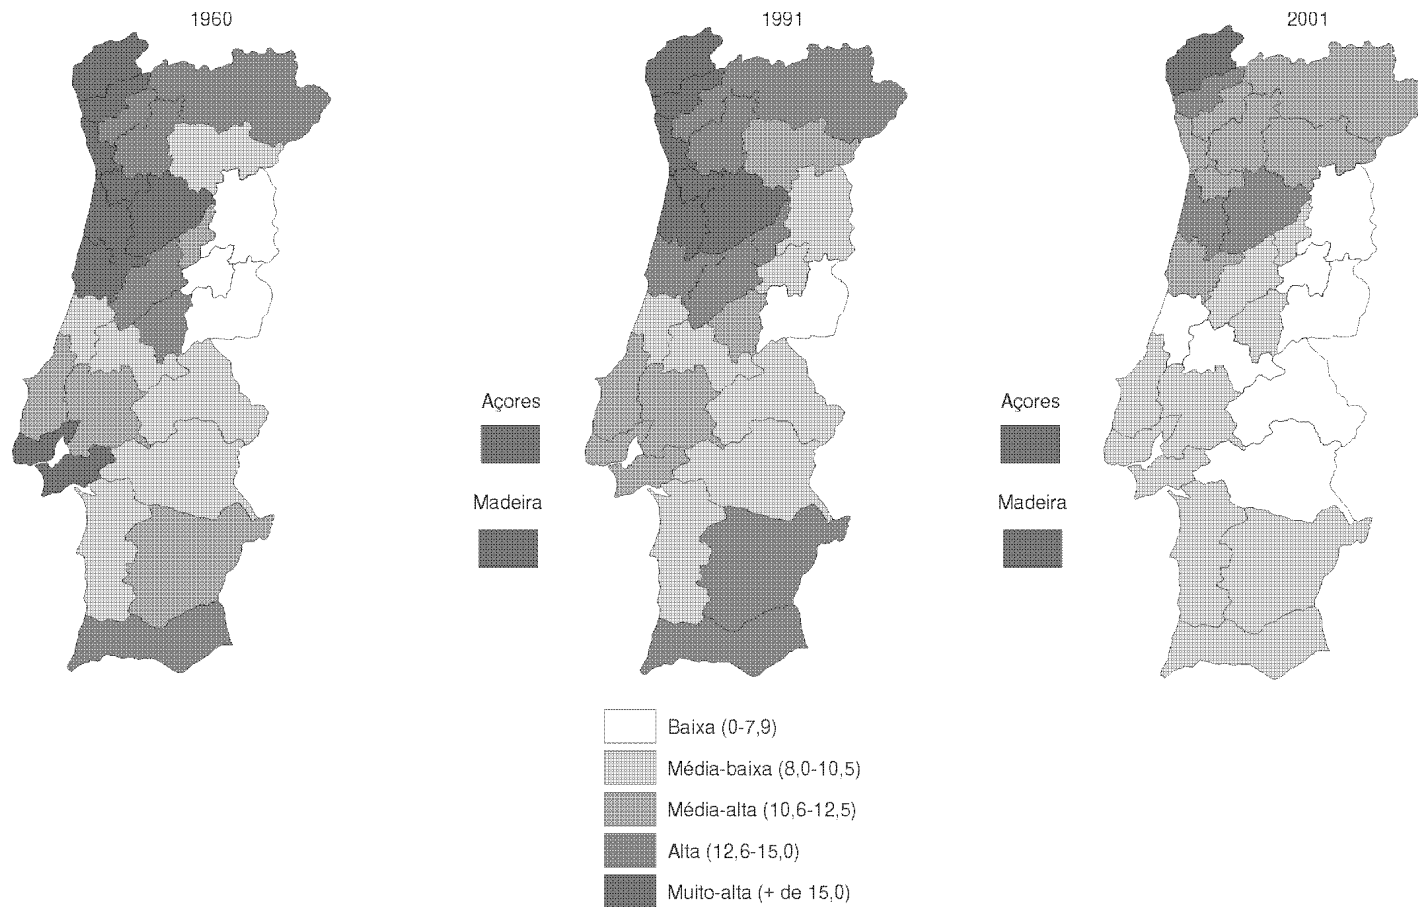 1960
1991
2001
Açores
Madeira
Açores
Madeira
Baixa (0-7,9)
Média-baixa (8,0-10,5)
Média-alta (10,6-12,5)
Alta (12,6-15,0)
Muito-alta (+ de 15,0)